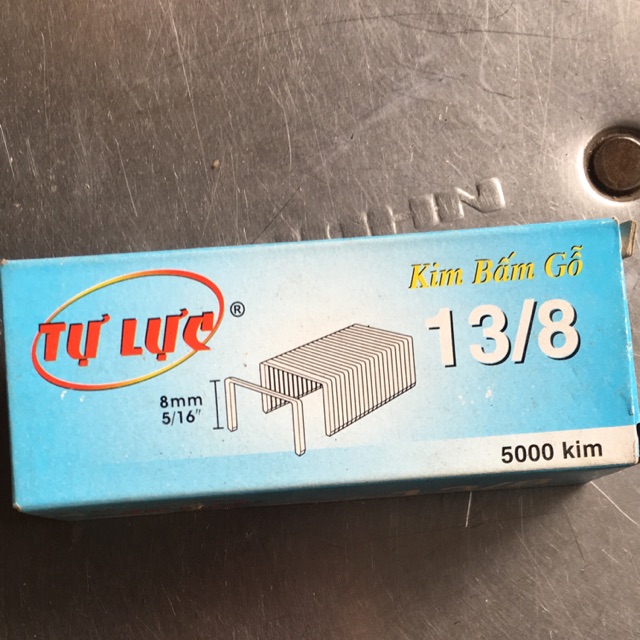 TỰ LỰC ®
Kim Bấm Gỗ
13/8
8mm
5/16"
5000 kim